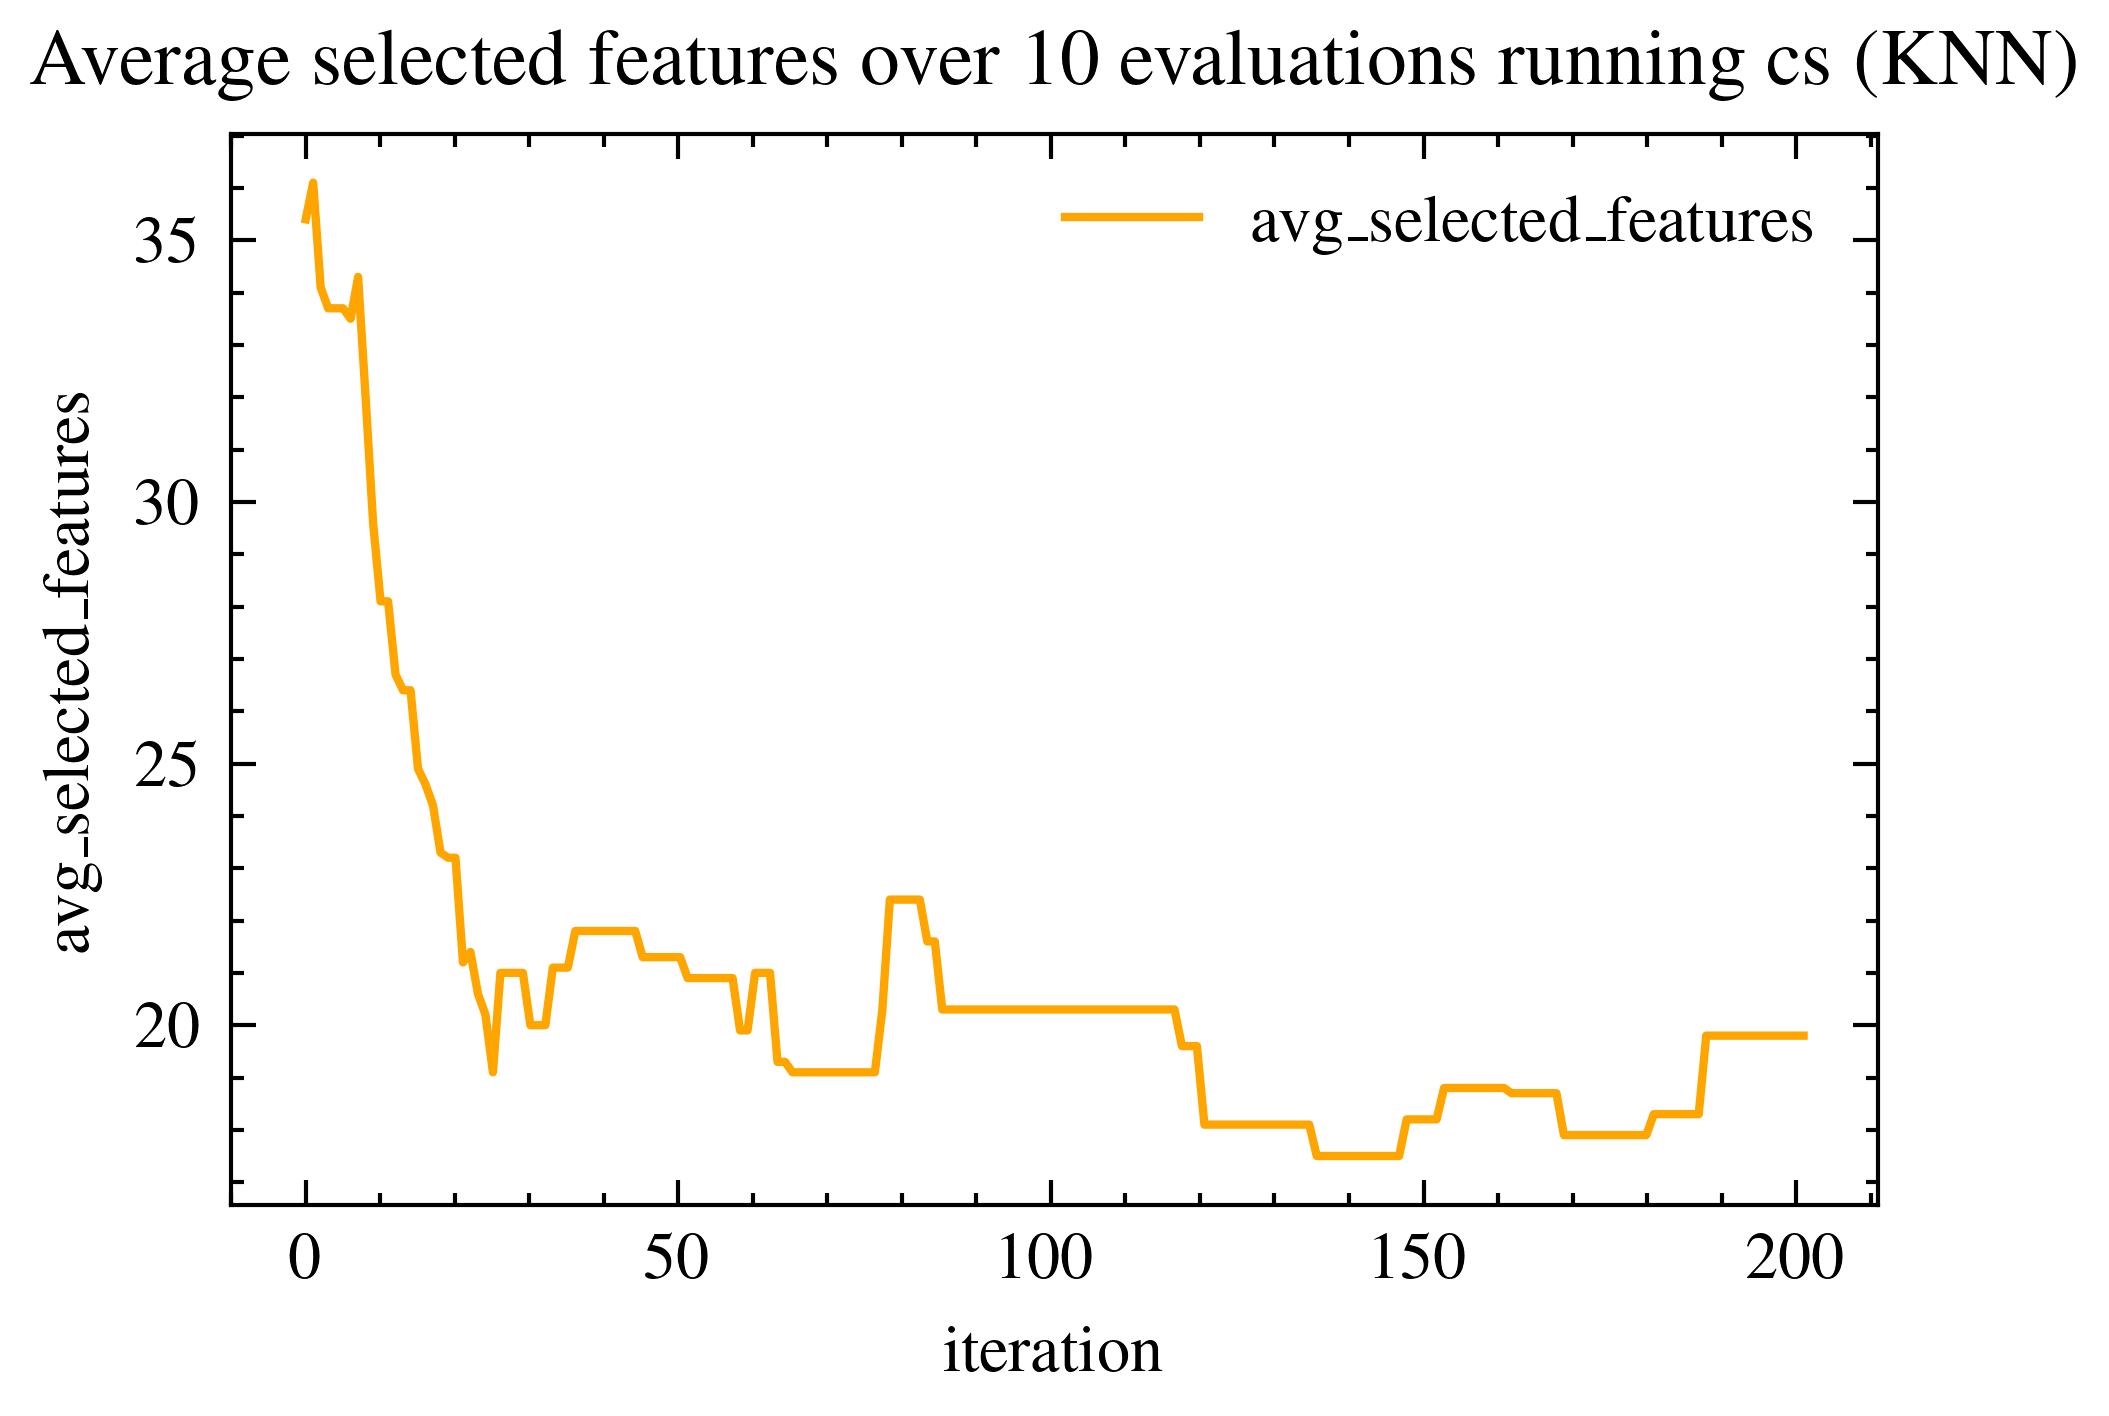 Average selected features over 10 evaluations running cs (KNN)
avg_selected_features
35
30
25
20
avg_selected_features
0 50 100 150 200
iteration